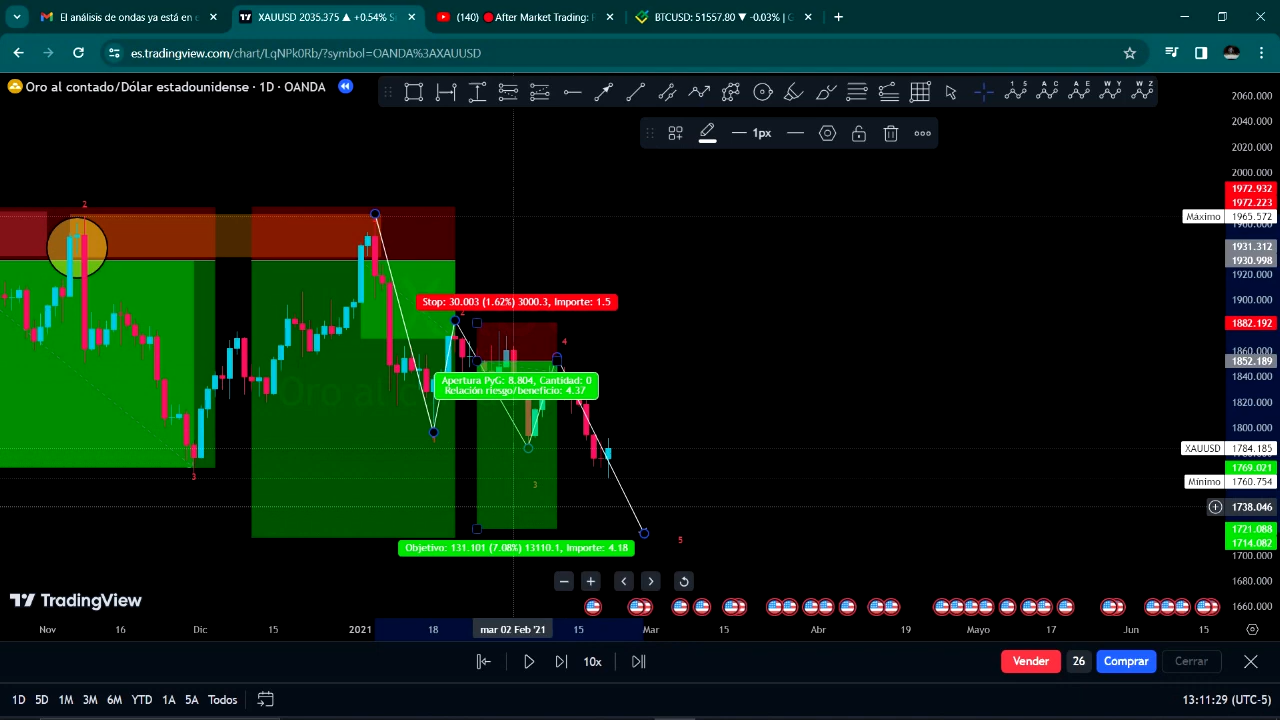 El análisis de ondas ya está en e
XAUUSD 2035.375 ▲ +0.54% S
(140) After Market Trading:
BTCUSD: 51557.80 ▼ -0.03% | G
es.tradingview.com/chart/LqNPk0Rb/?symbol=OANDA%3AXAUUSD
Oro al contado/Dólar estadounidense · 1D · OANDA
1 5
A C
A E
W Y
W Z
1px
2060.000
2040.000
2020.000
2000.000
1972.932
1972.223
Máximo 1965.572
1931.312
1930.998
1920.000
1900.000
1882.192
1852.189
1840.000
1820.000
1800.000
XAUUSD 1784.185
1769.021
Mínimo 1760.754
1738.046
1721.088
1714.082
1700.000
1680.000
1660.000
2
3
Stop: 30.003 (1.62%) 3000.3, Importe: 1.5
4
Apertura PyG: 8.804, Cantidad: 0
Relación riesgo/beneficio: 4.37
3
5
Objetivo: 131.101 (7.08%) 13110.1, Importe: 4.18
TradingView
Nov 16 Dic 15 2021 18 mar 02 Feb '21 15 Mar 15 Abr 19 Mayo 17 Jun 15
10x
Vender 26 Comprar Cerrar
1D 5D 1M 3M 6M YTD 1A 5A Todos
13:11:29 (UTC-5)